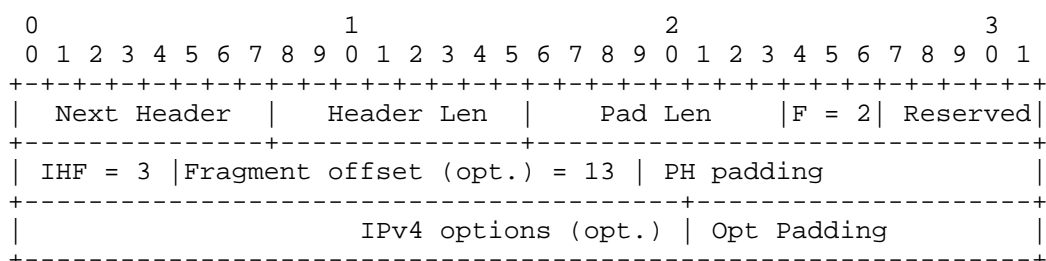 0                   1                   2                   3
 0 1 2 3 4 5 6 7 8 9 0 1 2 3 4 5 6 7 8 9 0 1 2 3 4 5 6 7 8 9 0 1
+-+-+-+-+-+-+-+-+-+-+-+-+-+-+-+-+-+-+-+-+-+-+-+-+-+-+-+-+-+-+-+-+
|  Next Header  |   Header Len  |    Pad Len    |F = 2| Reserved|
+---------------+---------------+-------------------------------+
| IHF = 3 |Fragment offset (opt.) = 13 | PH padding             |
+-----------------------------------------+---------------------+
|                     IPv4 options (opt.) | Opt Padding         |
+---------------------------------------------------------------+